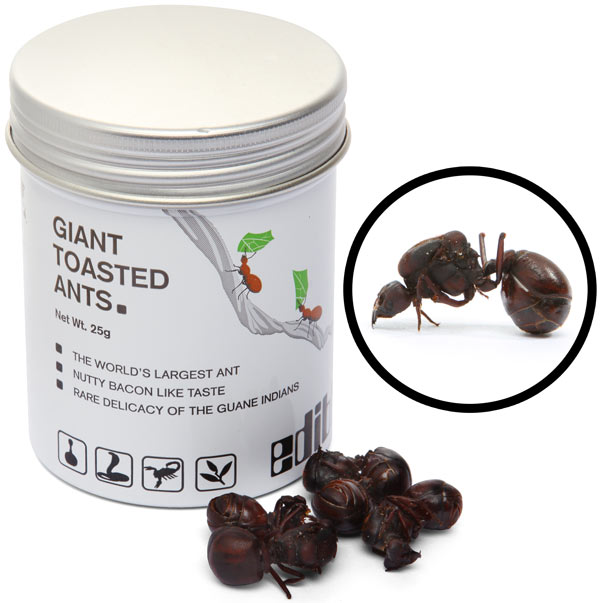 GIANT
TOASTED
ANTS.
Net Wt. 25g
THE WORLD'S LARGEST ANT
NUTTY BACON LIKE TASTE
RARE DELICACY OF THE GUANE INDIANS
edit